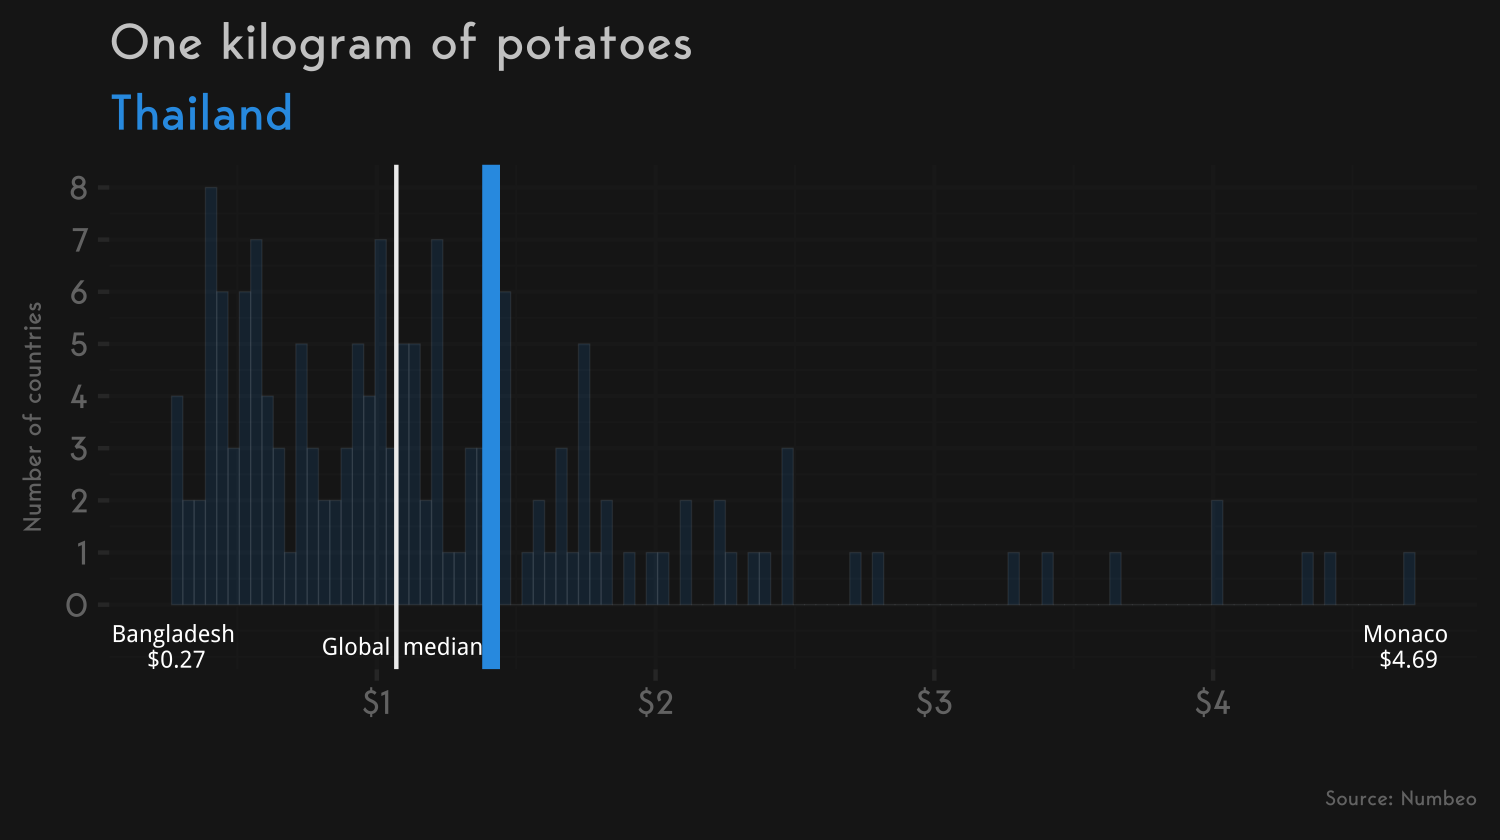 One kilogram of potatoes
Thailand
Number of countries
8
7
6
5
4
3
2
1
0
Bangladesh
$0.27
Global median
Monaco
$4.69
$1
$2
$3
$4
Source: Numbeo